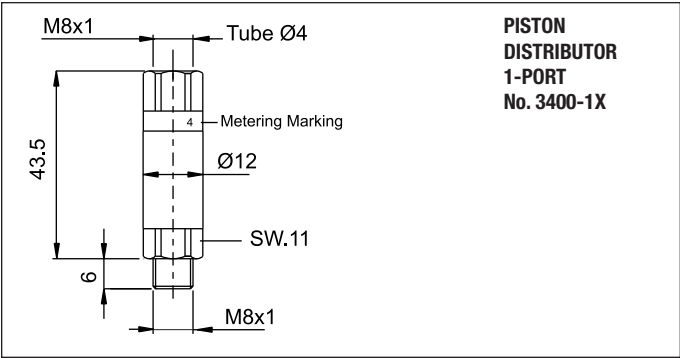 M8x1
Tube Ø4
4
Metering Marking
43.5
Ø12
SW.11
6
M8x1
PISTON
DISTRIBUTOR
1-PORT
No. 3400-1X